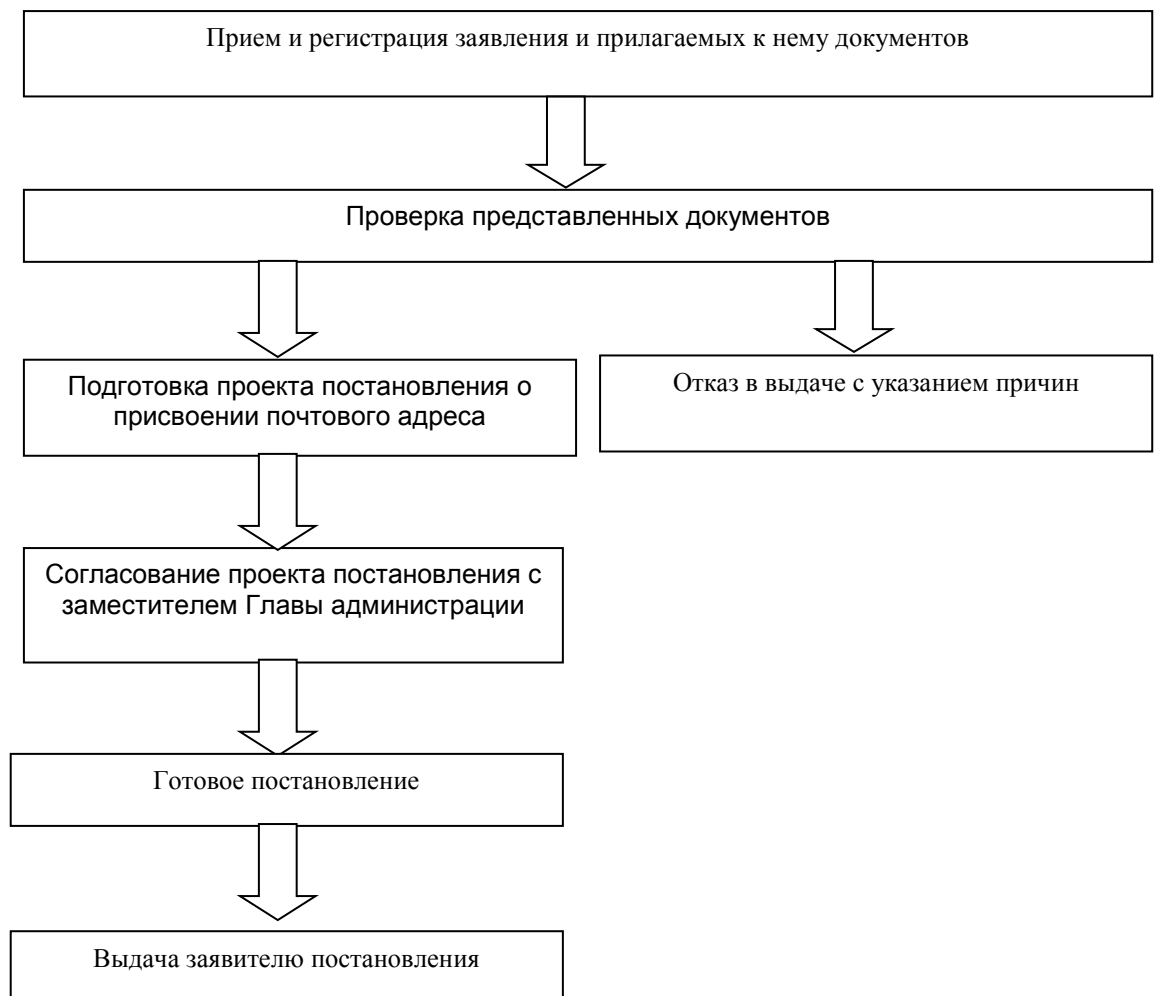 Прием и регистрация заявления и прилагаемых к нему документов
Проверка представленных документов
Подготовка проекта постановления о
присвоении почтового адреса
Отказ в выдаче с указанием причин
Согласование проекта постановления с
заместителем Главы администрации
Готовое постановление
Выдача заявителю постановления